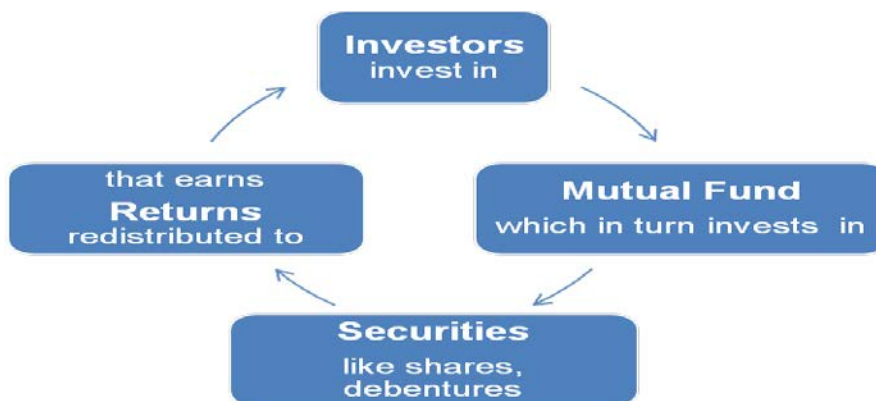 Investors
invest in
Mutual Fund
which in turn invests in
Securities
like shares,
debentures
that earns
Returns
redistributed to